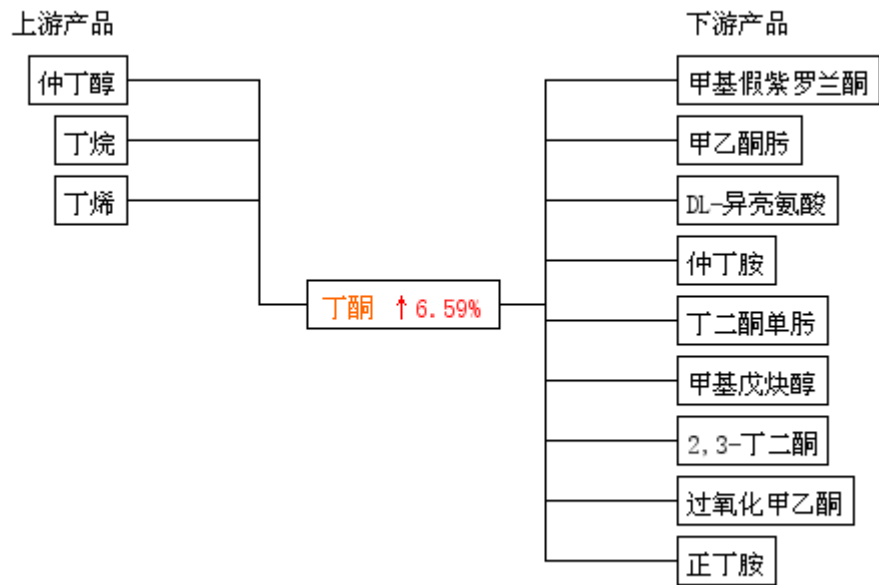 上游产品
下游产品
仲丁醇
丁烷
丁烯
丁酮 ↑6.59%
甲基假紫罗兰酮
甲乙酮肟
DL-异亮氨酸
仲丁胺
丁二酮单肟
甲基戊炔醇
2,3-丁二酮
过氧化甲乙酮
正丁胺